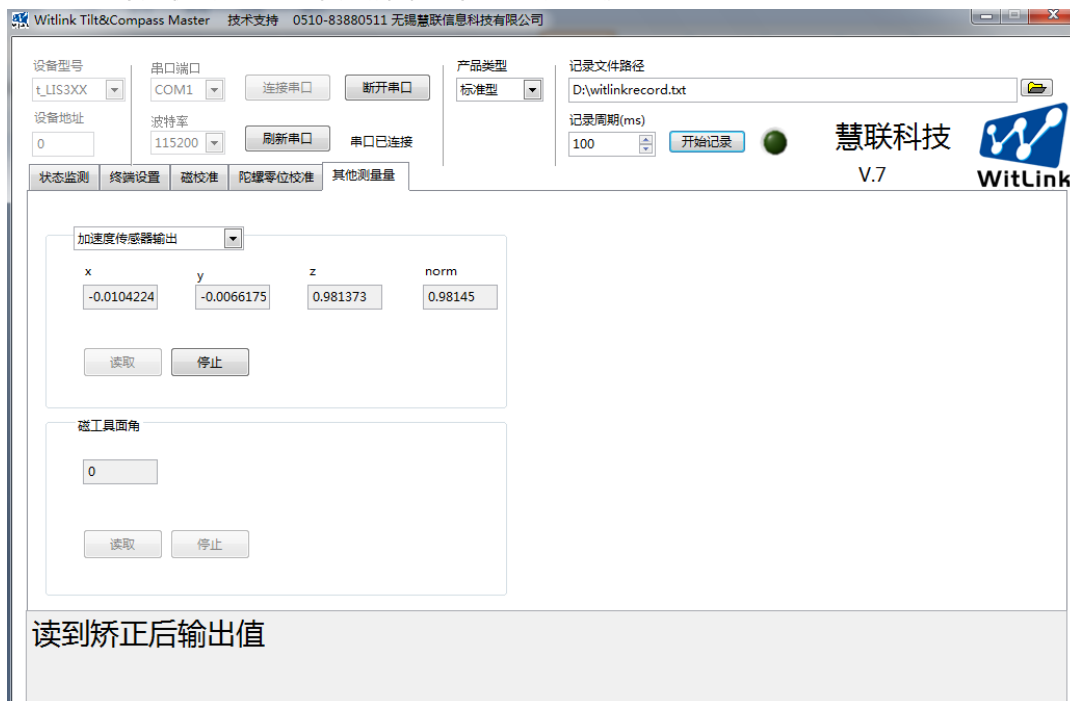 Witlink Tilt&Compass Master 技术支持 0510-83880511 无锡慧联信息科技有限公司
设备型号 串口端口 产品类型 记录文件路径
t_LIS3XX COM1 连接串口 断开串口 标准型 D:\witlinkrecord.txt
设备地址 波特率 记录周期(ms)
0 115200 刷新串口 串口已连接 100 开始记录 慧联科技
V.7 WitLink
状态监测 终端设置 磁校准 陀螺零位校准 其他测量量
加速度传感器输出
x y z norm
-0.0104224 -0.0066175 0.981373 0.98145
读取 停止
磁工具面角
0
读取 停止
读到矫正后输出值